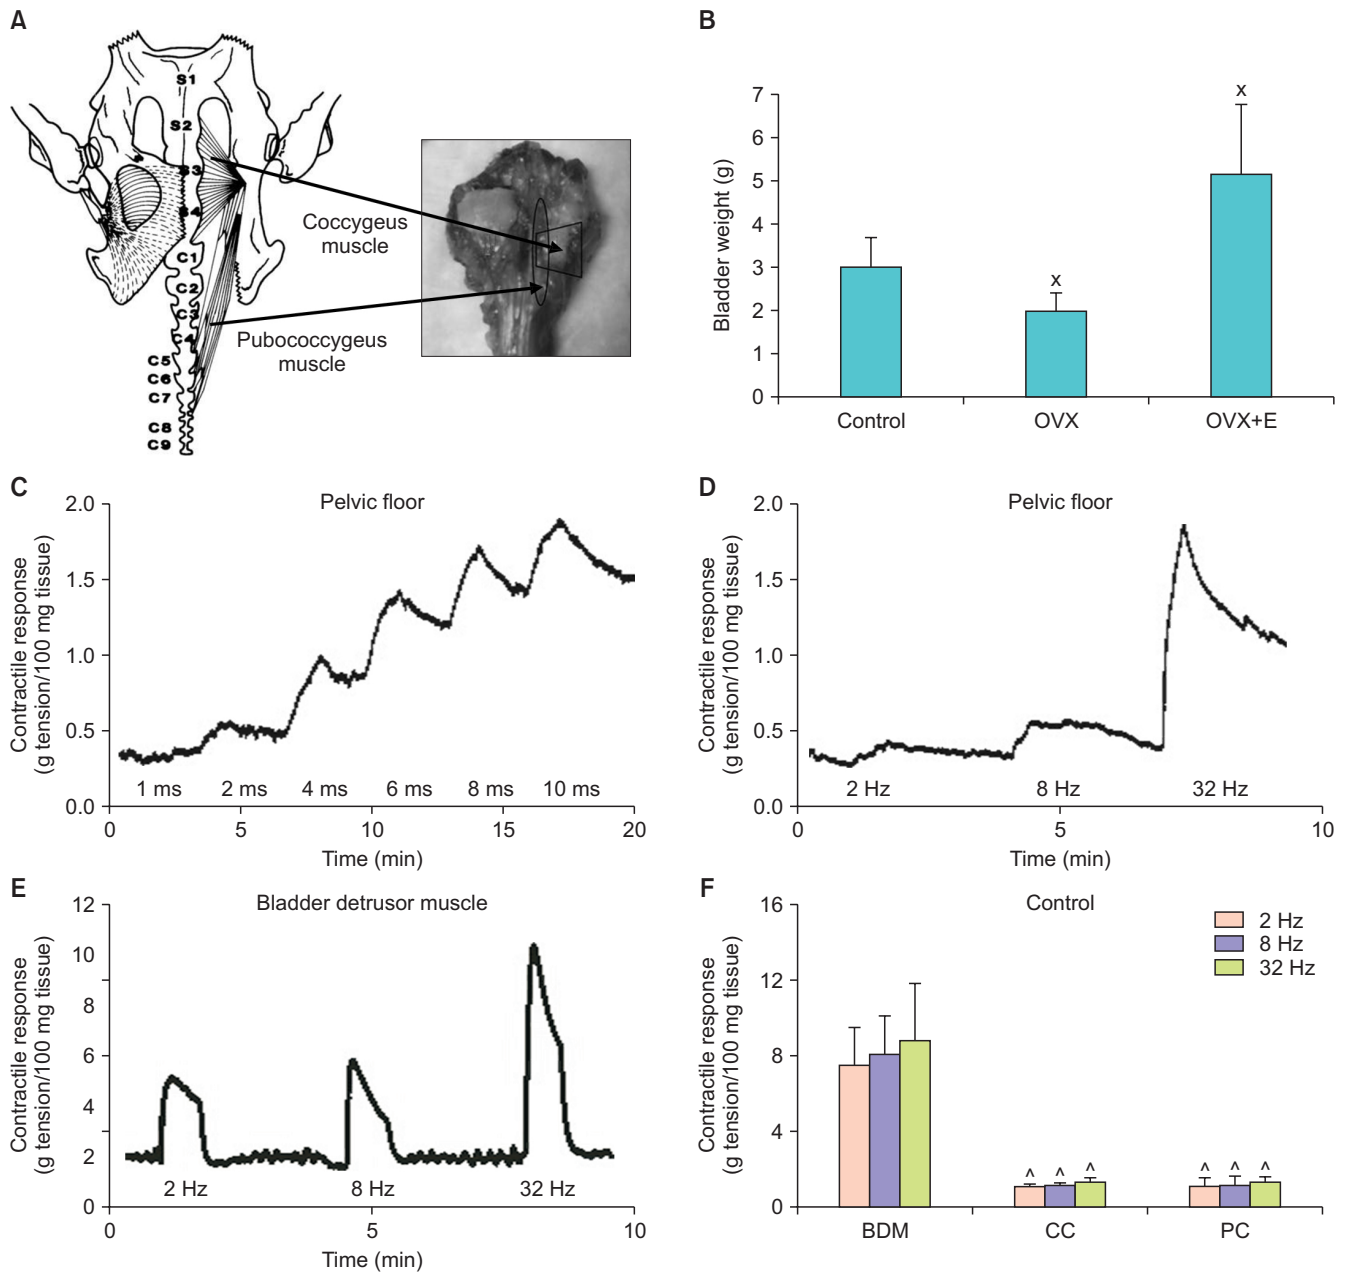 A
S1
S2
S3
S4
C1
C2
C3
C4
C5
C6
C7
C8
C9
Coccygeus
muscle
Pubococcygeus
muscle
B
Bladder weight (g)
7
6
5
4
3
2
1
0
x
x
Control
OVX
OVX+E
C
Pelvic floor
Contractile response
(g tension/100 mg tissue)
2.0
1.5
1.0
0.5
0.0
1 ms
2 ms
4 ms
6 ms
8 ms
10 ms
0
5
10
15
20
Time (min)
D
Pelvic floor
Contractile response
(g tension/100 mg tissue)
2.0
1.5
1.0
0.5
0.0
2 Hz
8 Hz
32 Hz
0
5
10
Time (min)
E
Bladder detrusor muscle
Contractile response
(g tension/100 mg tissue)
12
10
8
6
4
2
0
2 Hz
8 Hz
32 Hz
0
5
10
Time (min)
F
Control
Contractile response
(g tension/100 mg tissue)
16
12
8
4
0
2 Hz
8 Hz
32 Hz
^ ^ ^
^ ^ ^
BDM
CC
PC